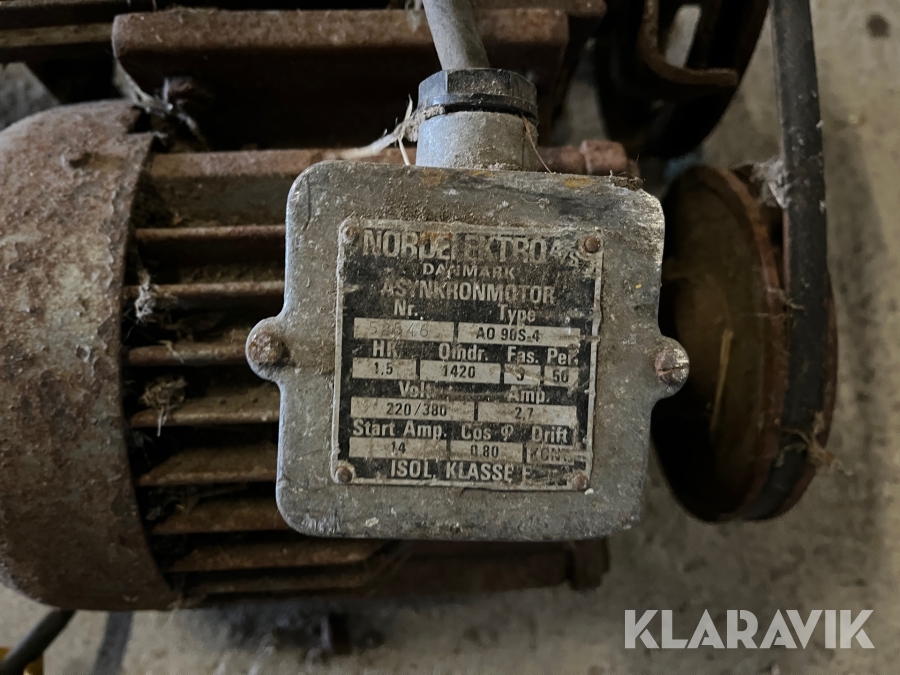 NORDELEKTRO A/S
DANMARK
ASYNKRONMOTOR
Nr. Type
AO 90S-4
HK Omdr. Fas. Per.
1.5 1420 3 50
Volt Amp.
220/380 2,7
Start Amp. Cos φ Drift
14 0.80
ISOL KLASSE E
KLARAVIK